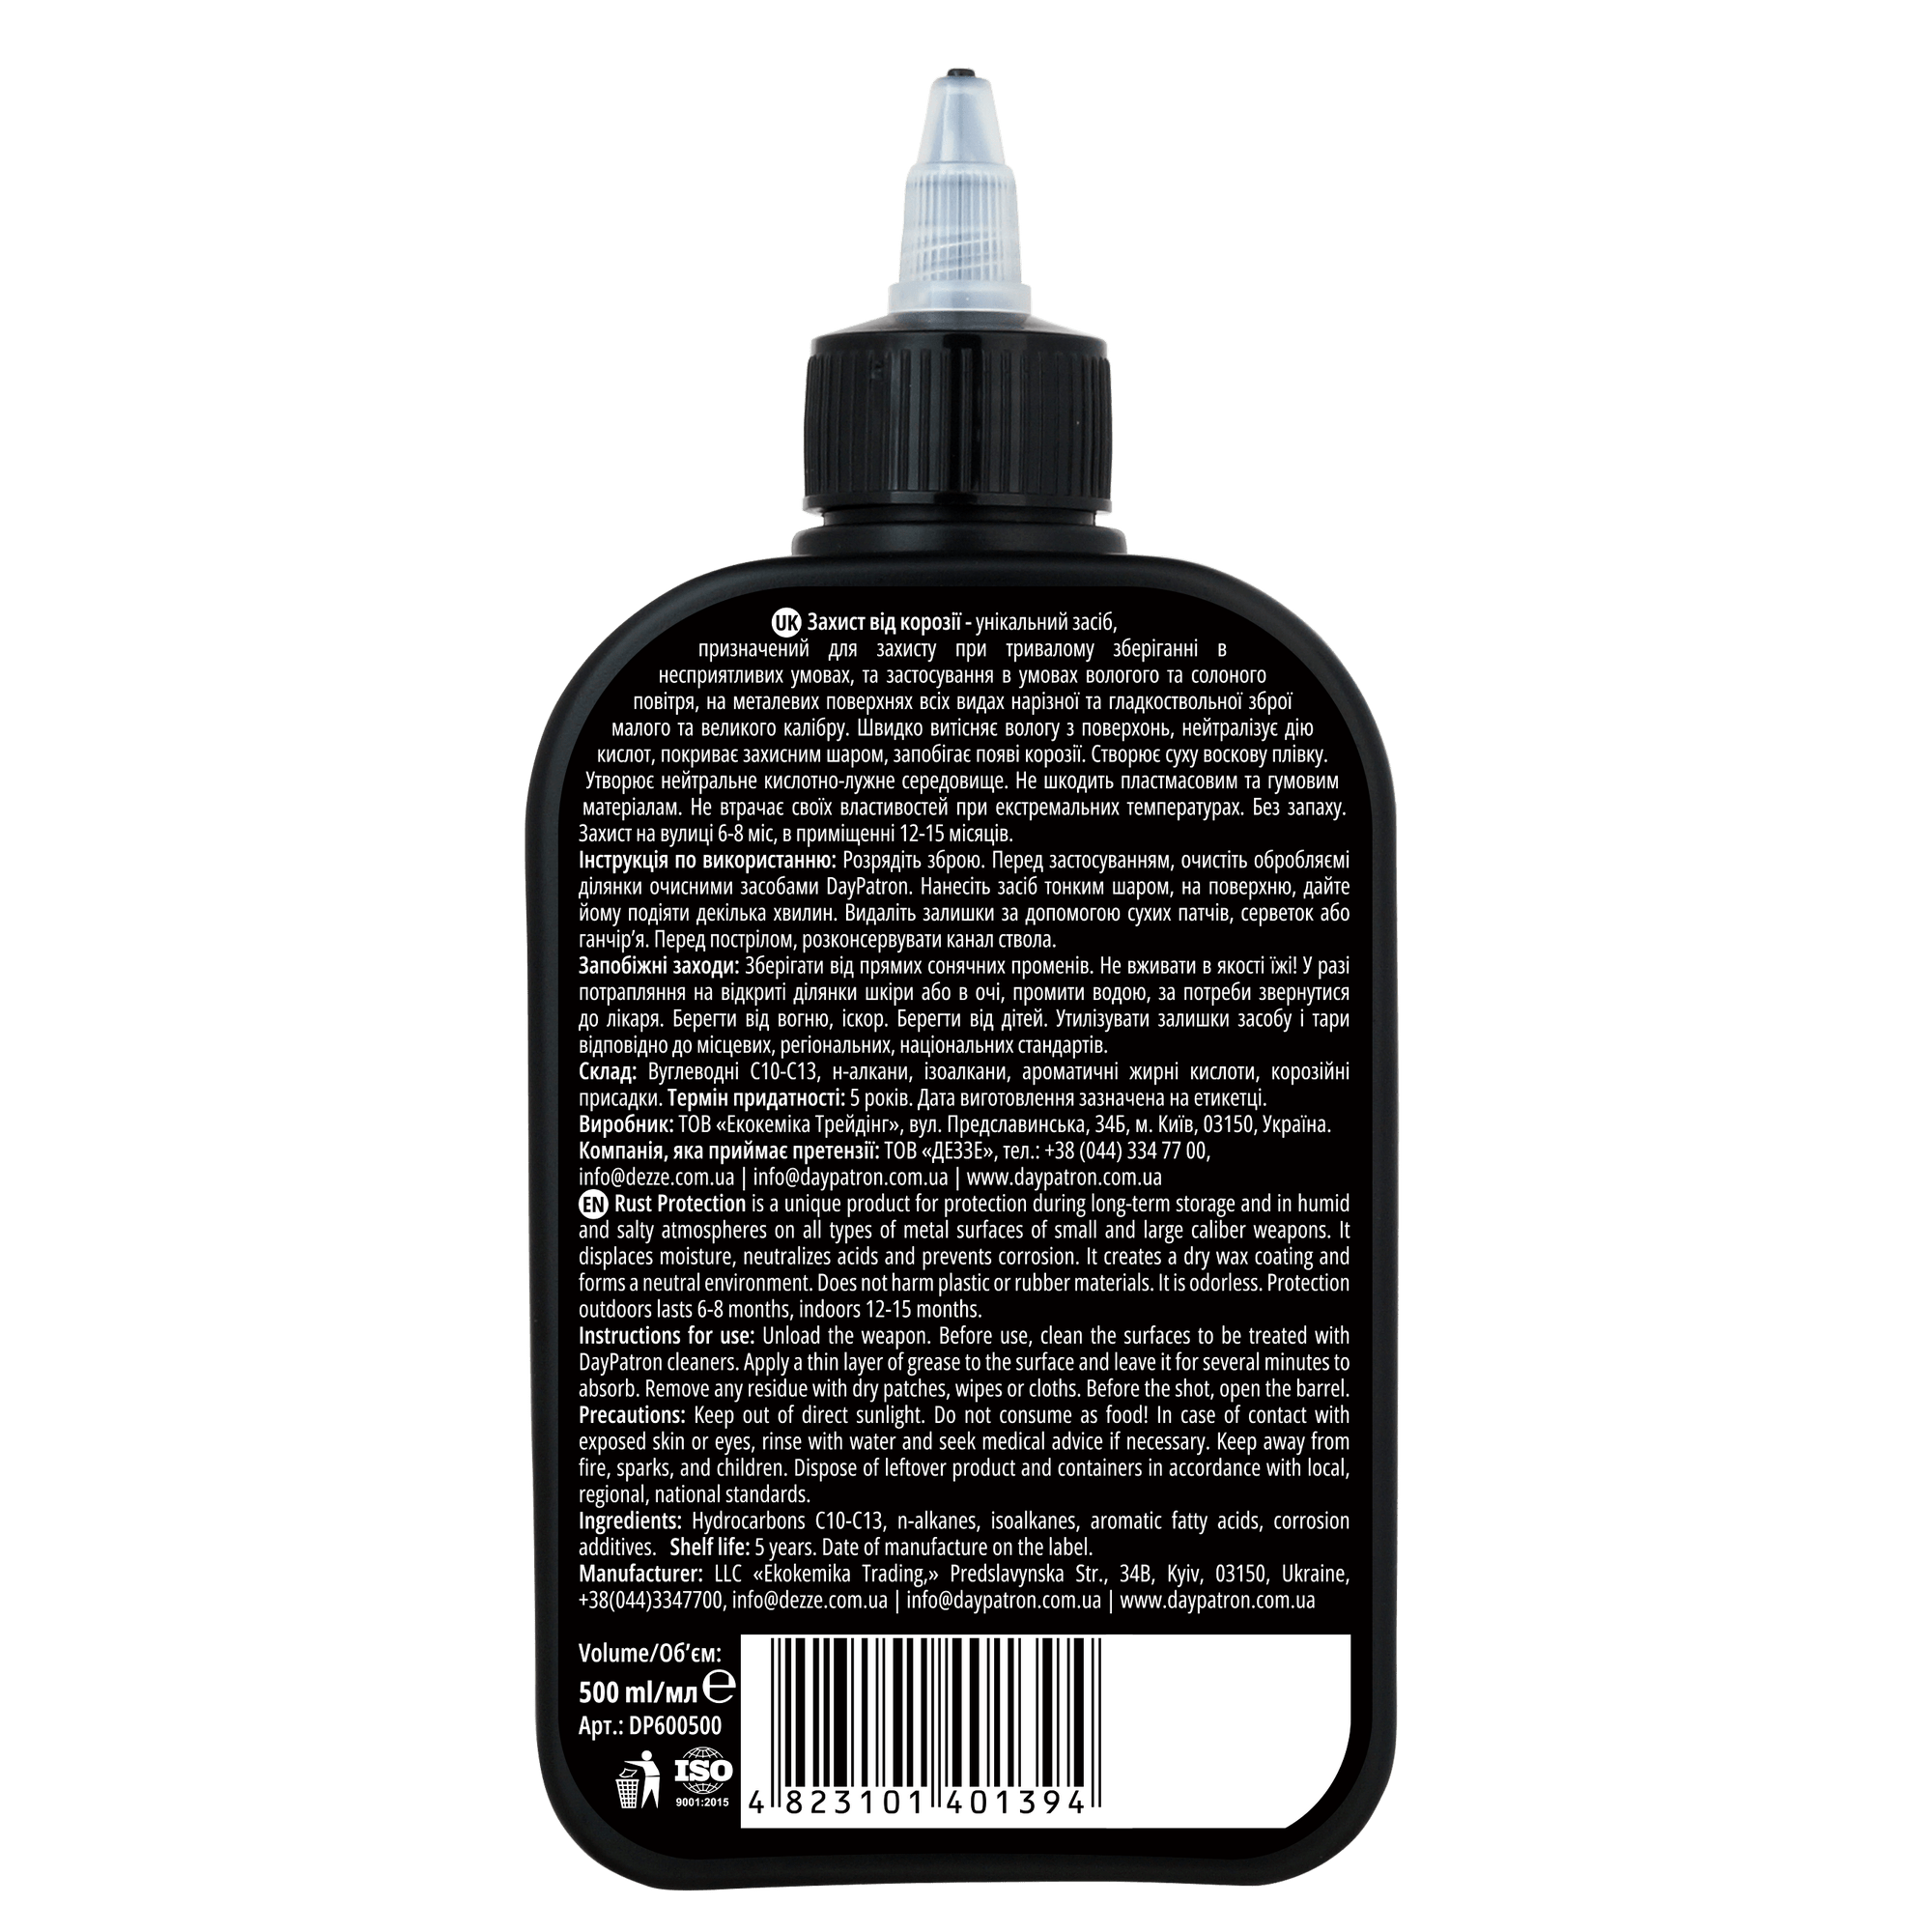 UK Захист від корозії - унікальний засіб,
призначений для захисту при тривалому зберіганні в
несприятливих умовах, та застосування в умовах вологого та солоного
повітря, на металевих поверхнях всіх видах нарізної та гладкоствольної зброї
малого та великого калібру. Швидко витісняє вологу з поверхонь, нейтралізує дію
кислот, покриває захисним шаром, запобігає появі корозії. Створює суху воскову плівку.
Утворює нейтральне кислотно-лужне середовище. Не шкодить пластмасовим та гумовим
матеріалам. Не втрачає своїх властивостей при екстремальних температурах. Без запаху.
Захист на вулиці 6-8 міс, в приміщенні 12-15 місяців.
Інструкція по використанню: Розрядіть зброю. Перед застосуванням, очистіть обробляємі
ділянки очисними засобами DayPatron. Нанесіть засіб тонким шаром, на поверхню, дайте
йому подіяти декілька хвилин. Видаліть залишки за допомогою сухих патчів, серветок або
ганчір’я. Перед пострілом, розконсервувати канал ствола.
Запобіжні заходи: Зберігати від прямих сонячних променів. Не вживати в якості їжі! У разі
потрапляння на відкриті ділянки шкіри або в очі, промити водою, за потреби звернутися
до лікаря. Берегти від вогню, іскор. Берегти від дітей. Утилізувати залишки засобу і тари
відповідно до місцевих, регіональних, національних стандартів.
Склад: Вуглеводні С10-С13, н-алкани, ізоалкани, ароматичні жирні кислоти, корозійні
присадки. Термін придатності: 5 років. Дата виготовлення зазначена на етикетці.
Виробник: ТОВ «Екокеміка Трейдінг», вул. Предславинська, 34Б, м. Київ, 03150, Україна.
Компанія, яка приймає претензії: ТОВ «ДЕЗЗЕ», тел.: +38 (044) 334 77 00,
info@dezze.com.ua | info@daypatron.com.ua | www.daypatron.com.ua
EN Rust Protection is a unique product for protection during long-term storage and in humid
and salty atmospheres on all types of metal surfaces of small and large caliber weapons. It
displaces moisture, neutralizes acids and prevents corrosion. It creates a dry wax coating and
forms a neutral environment. Does not harm plastic or rubber materials. It is odorless. Protection
outdoors lasts 6-8 months, indoors 12-15 months.
Instructions for use: Unload the weapon. Before use, clean the surfaces to be treated with
DayPatron cleaners. Apply a thin layer of grease to the surface and leave it for several minutes to
absorb. Remove any residue with dry patches, wipes or cloths. Before the shot, open the barrel.
Precautions: Keep out of direct sunlight. Do not consume as food! In case of contact with
exposed skin or eyes, rinse with water and seek medical advice if necessary. Keep away from
fire, sparks, and children. Dispose of leftover product and containers in accordance with local,
regional, national standards.
Ingredients: Hydrocarbons C10-C13, n-alkanes, isoalkanes, aromatic fatty acids, corrosion
additives. Shelf life: 5 years. Date of manufacture on the label.
Manufacturer: LLC «Ekokemika Trading,» Predslavynska Str., 34B, Kyiv, 03150, Ukraine,
+38(044)3347700, info@dezze.com.ua | info@daypatron.com.ua | www.daypatron.com.ua
Volume/Об’єм:
500 ml/мл ℮
Арт.: DP600500
ISO
9001:2015
4 823101 401394